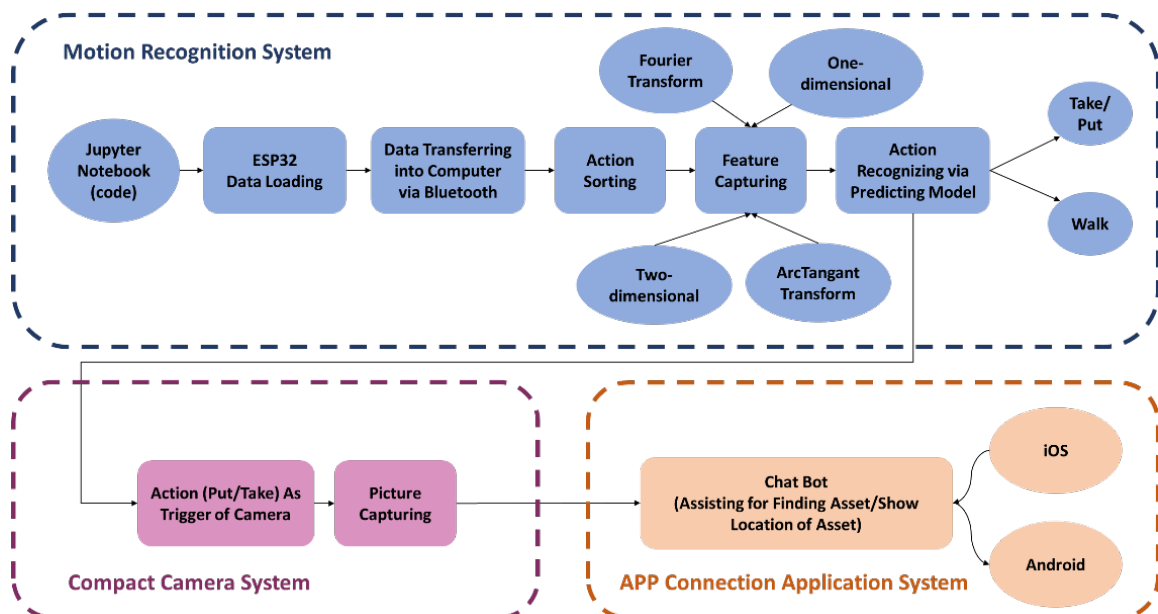 Motion Recognition System
Fourier
Transform
One-
dimensional
Jupyter
Notebook
(code)
ESP32
Data Loading
Data Transferring
into Computer
via Bluetooth
Action
Sorting
Feature
Capturing
Action
Recognizing via
Predicting Model
Take/
Put
Walk
Two-
dimensional
ArcTangant
Transform
Action (Put/Take) As
Trigger of Camera
Picture
Capturing
Compact Camera System
Chat Bot
(Assisting for Finding Asset/Show
Location of Asset)
iOS
Android
APP Connection Application System